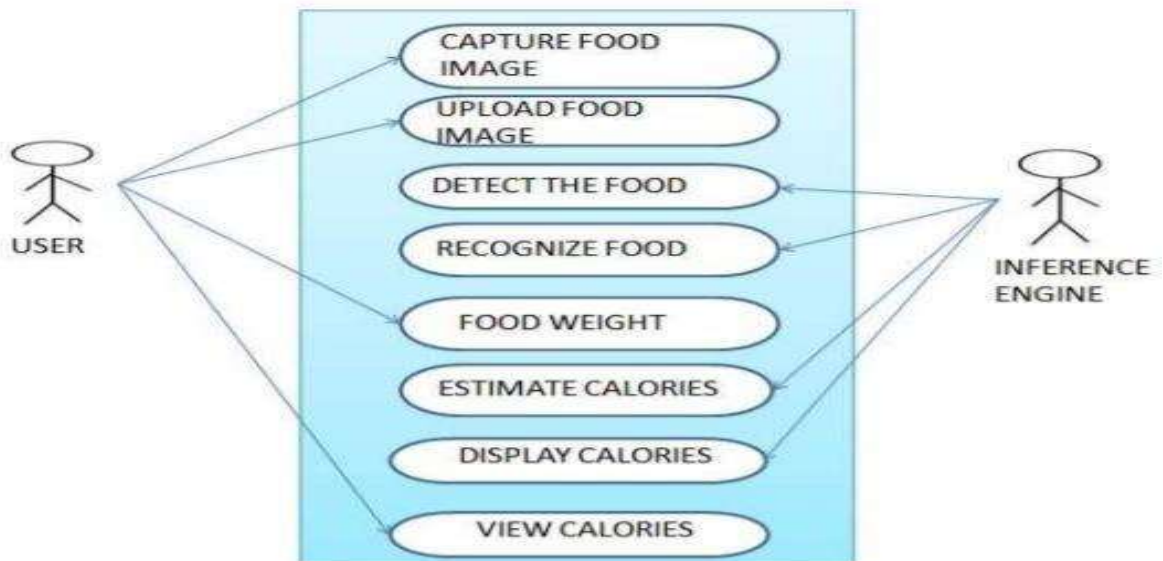 CAPTURE FOOD
IMAGE
UPLOAD FOOD
IMAGE
DETECT THE FOOD
USER
RECOGNIZE FOOD
INFERENCE
ENGINE
FOOD WEIGHT
ESTIMATE CALORIES
DISPLAY CALORIES
VIEW CALORIES